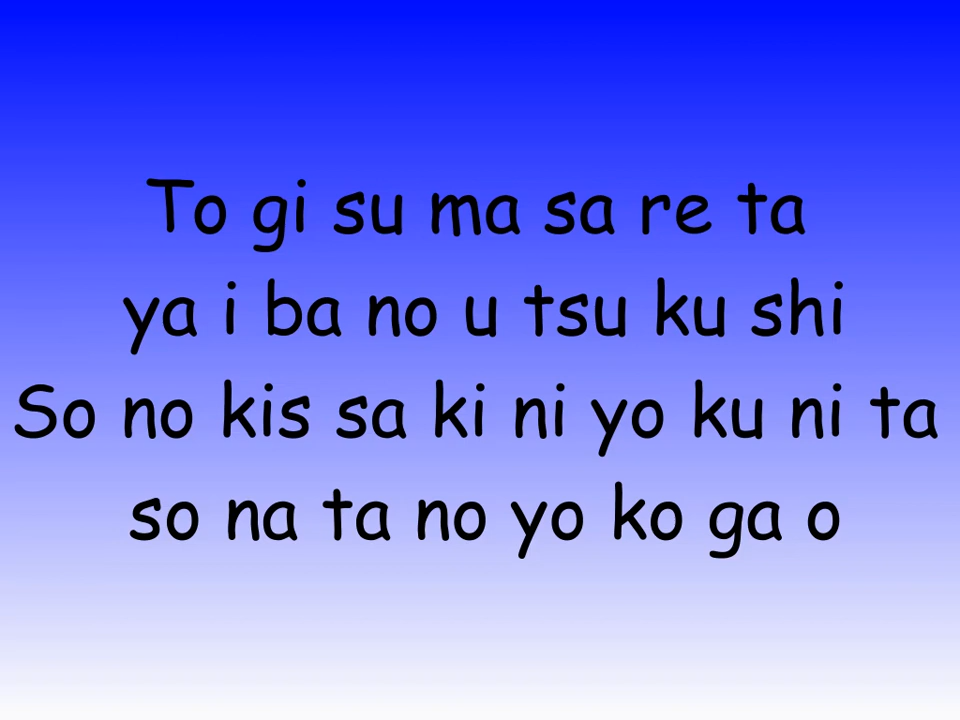 To gi su ma sa re ta
ya i ba no u tsu ku shi
So no kis sa ki ni yo ku ni ta
so na ta no yo ko ga o